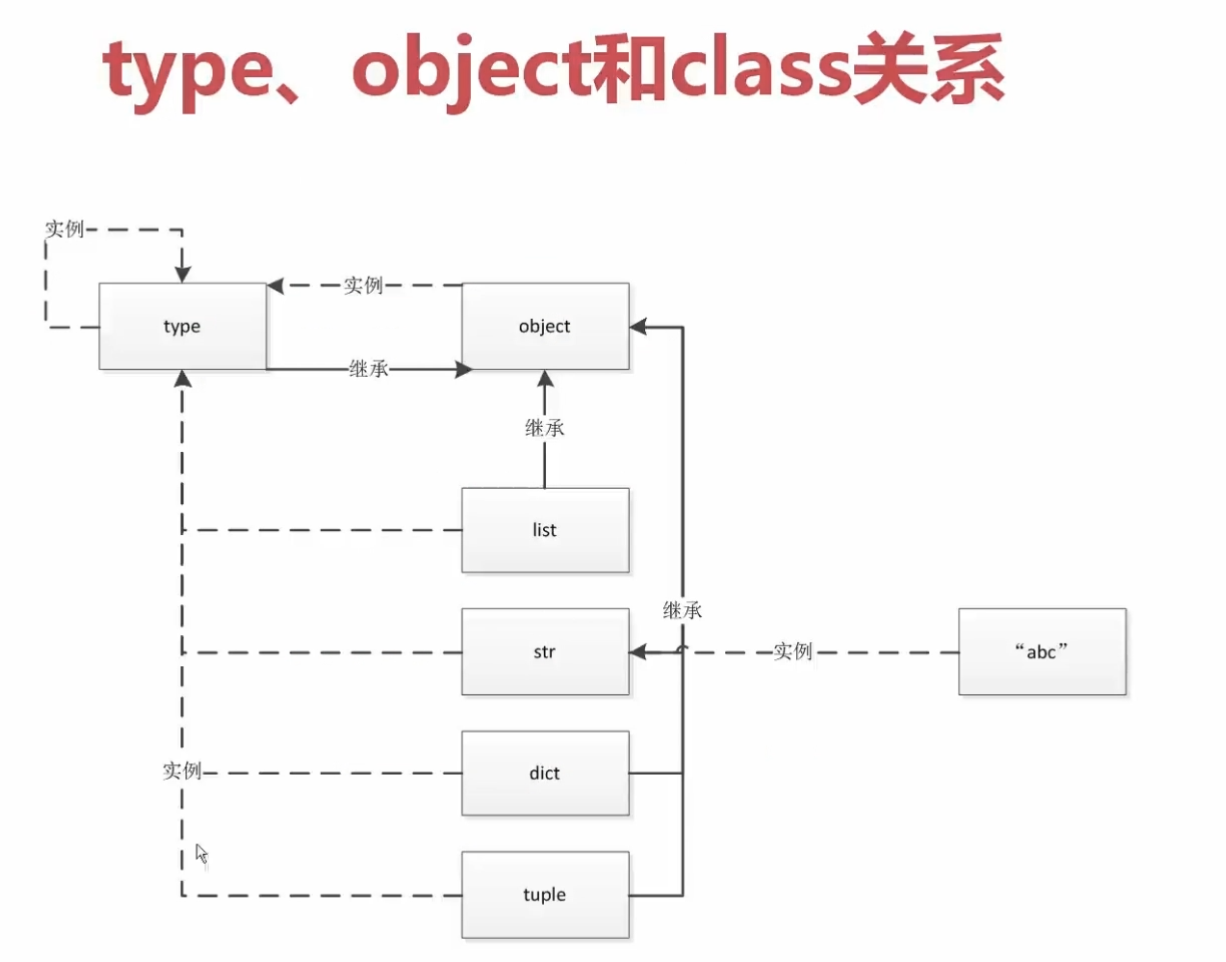 type、object和class关系
实例
实例
type
object
继承
继承
list
继承
str
实例
“abc”
实例
dict
tuple